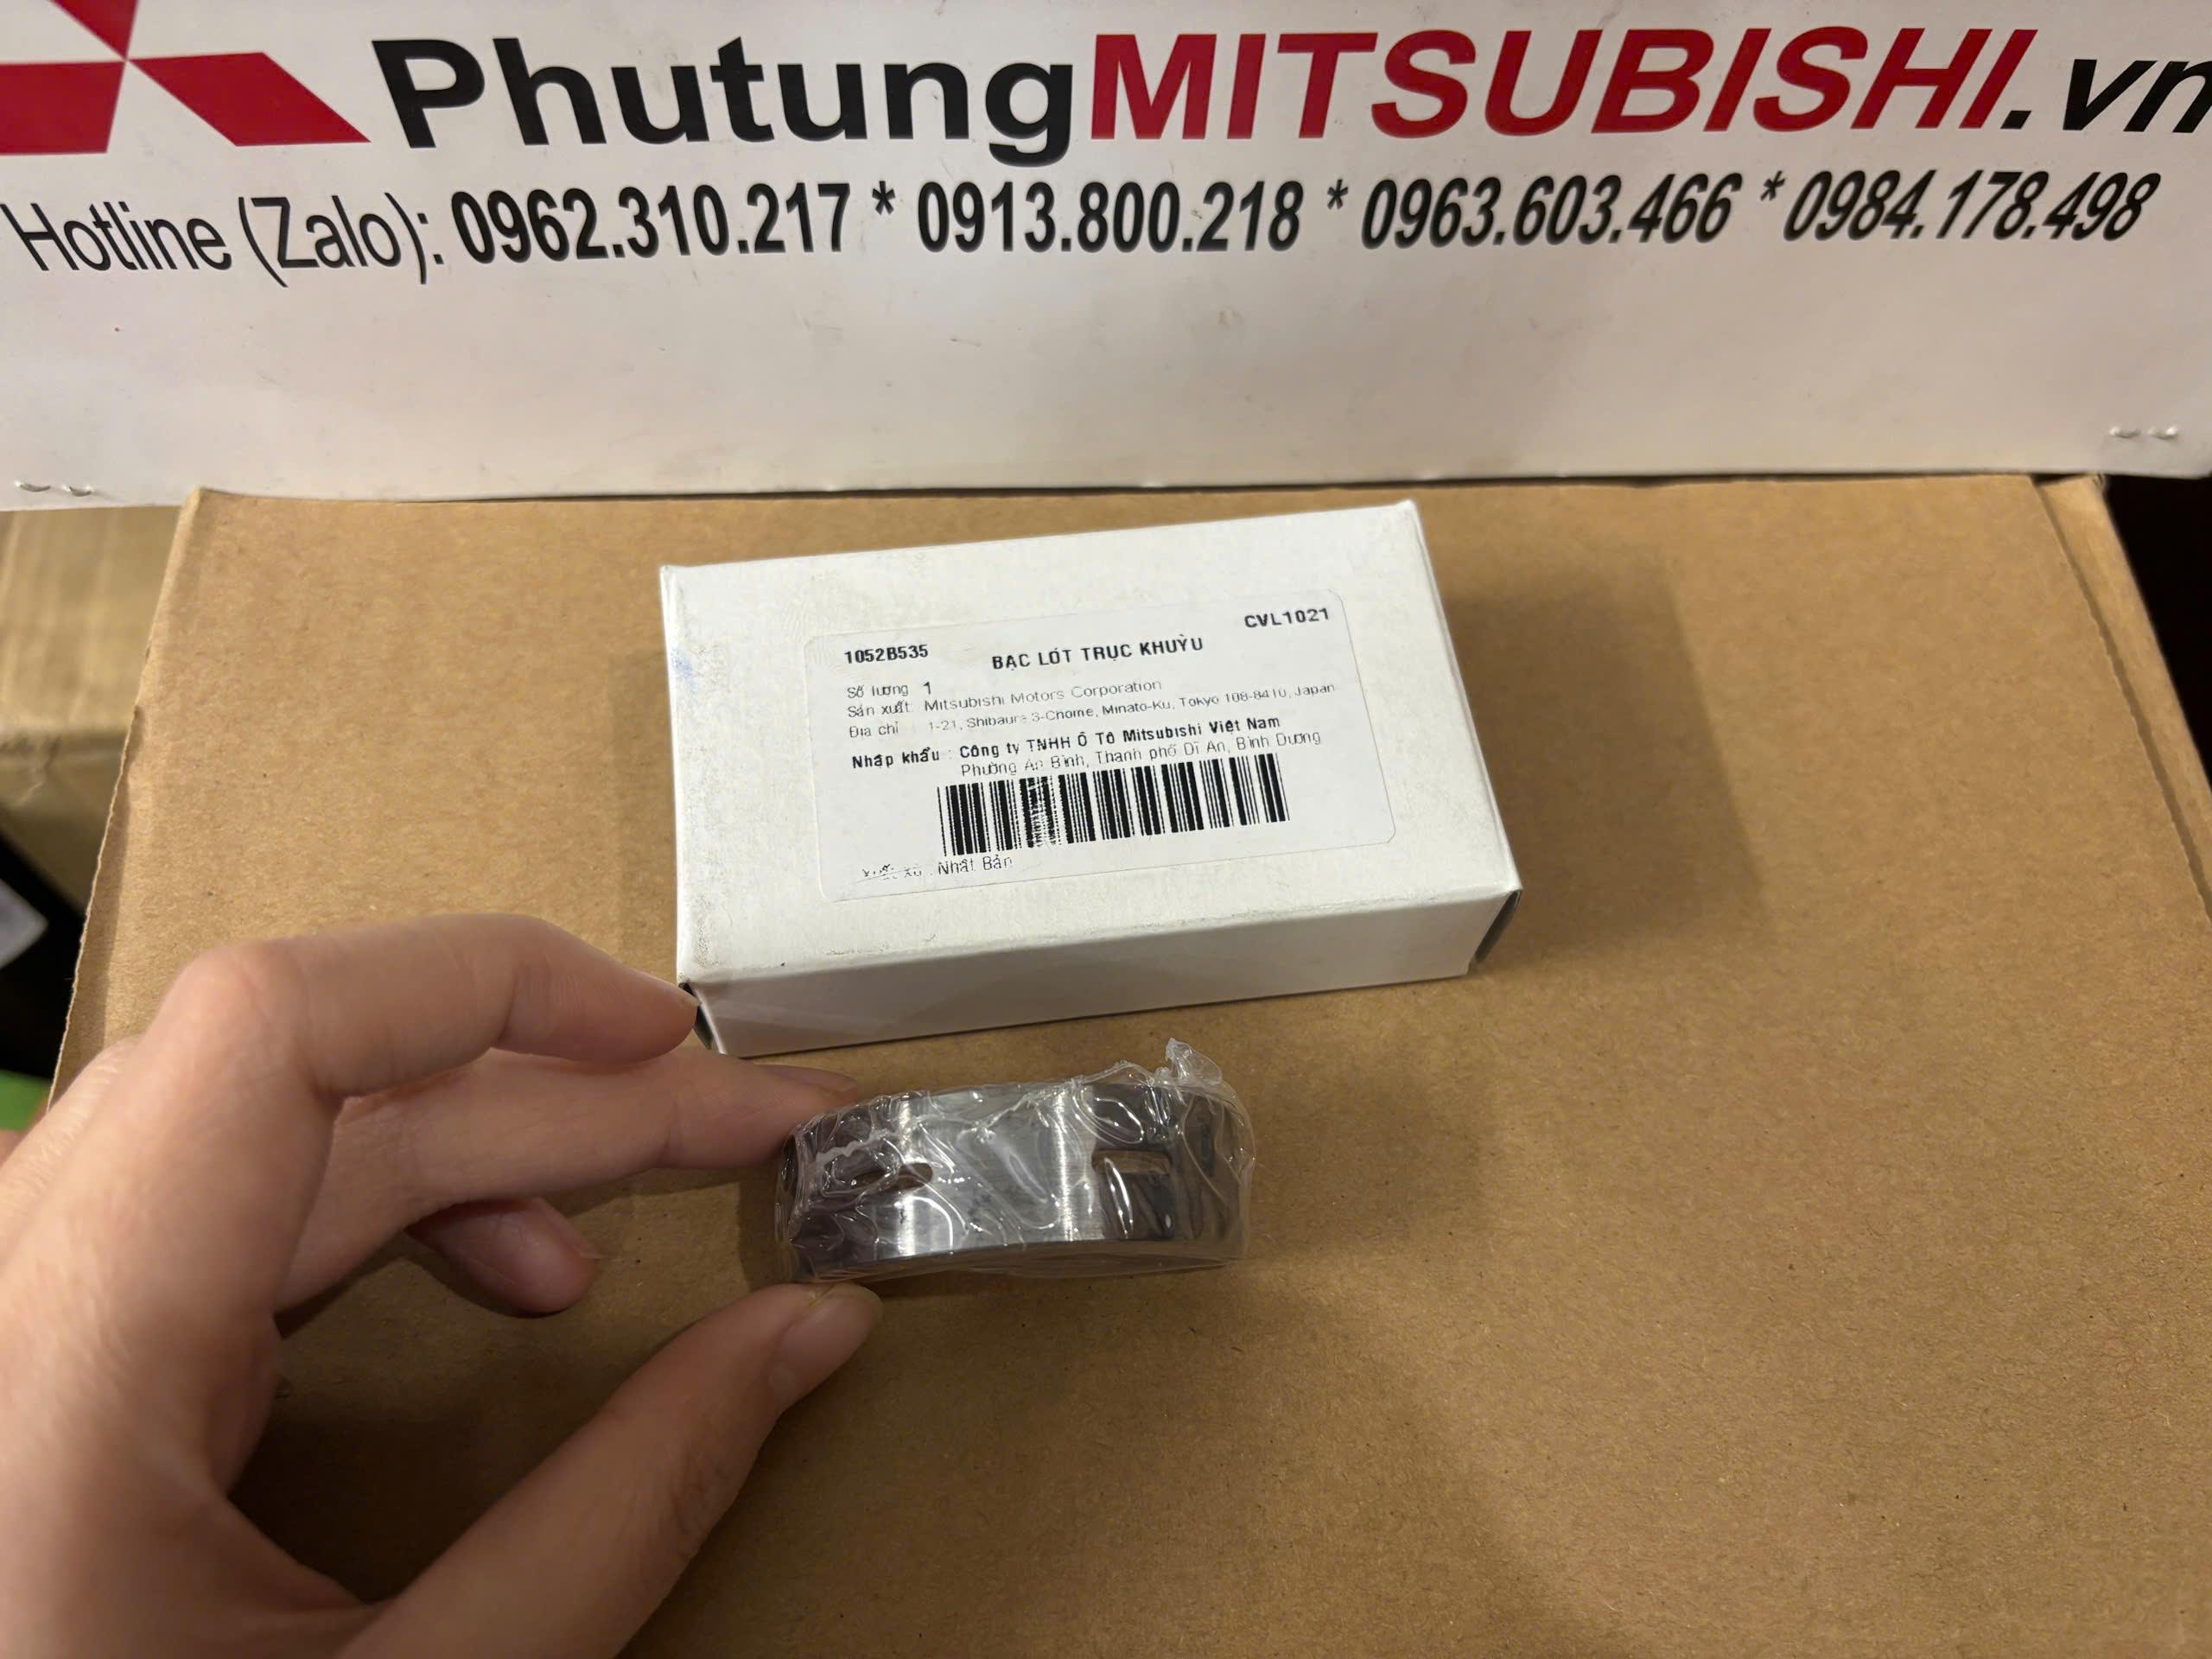 PhutungMITSUBISHI.vn
Hotline (Zalo): 0962.310.217 * 0913.800.218 * 0963.603.466 * 0984.178.498
CVL1021
1052B535 BẠC LÓT TRỤC KHUỶU
Số lượng 1
Sản xuất: Mitsubishi Motors Corporation
Địa chỉ : 1-21, Shibaura 3-Chome, Minato-Ku, Tokyo 108-8410, Japan
Nhập khẩu : Công ty TNHH Ô Tô Mitsubishi Việt Nam
Phường An Bình, Thành phố Dĩ An, Bình Dương
xứ : Nhật Bản